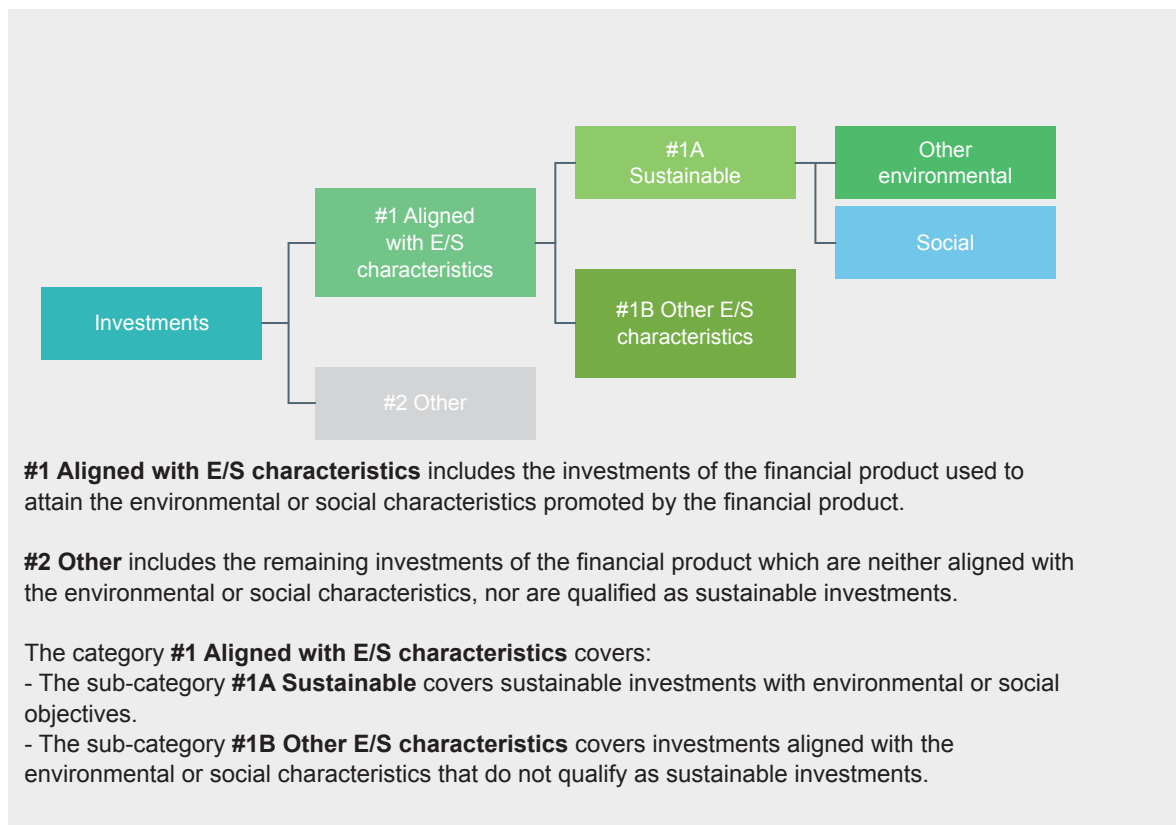 #1A
Sustainable
Other
environmental
#1 Aligned
with E/S
characteristics
Social
Investments
#1B Other E/S
characteristics
#2 Other
#1 Aligned with E/S characteristics includes the investments of the financial product used to
attain the environmental or social characteristics promoted by the financial product.
#2 Other includes the remaining investments of the financial product which are neither aligned with
the environmental or social characteristics, nor are qualified as sustainable investments.
The category #1 Aligned with E/S characteristics covers:
- The sub-category #1A Sustainable covers sustainable investments with environmental or social
objectives.
- The sub-category #1B Other E/S characteristics covers investments aligned with the
environmental or social characteristics that do not qualify as sustainable investments.